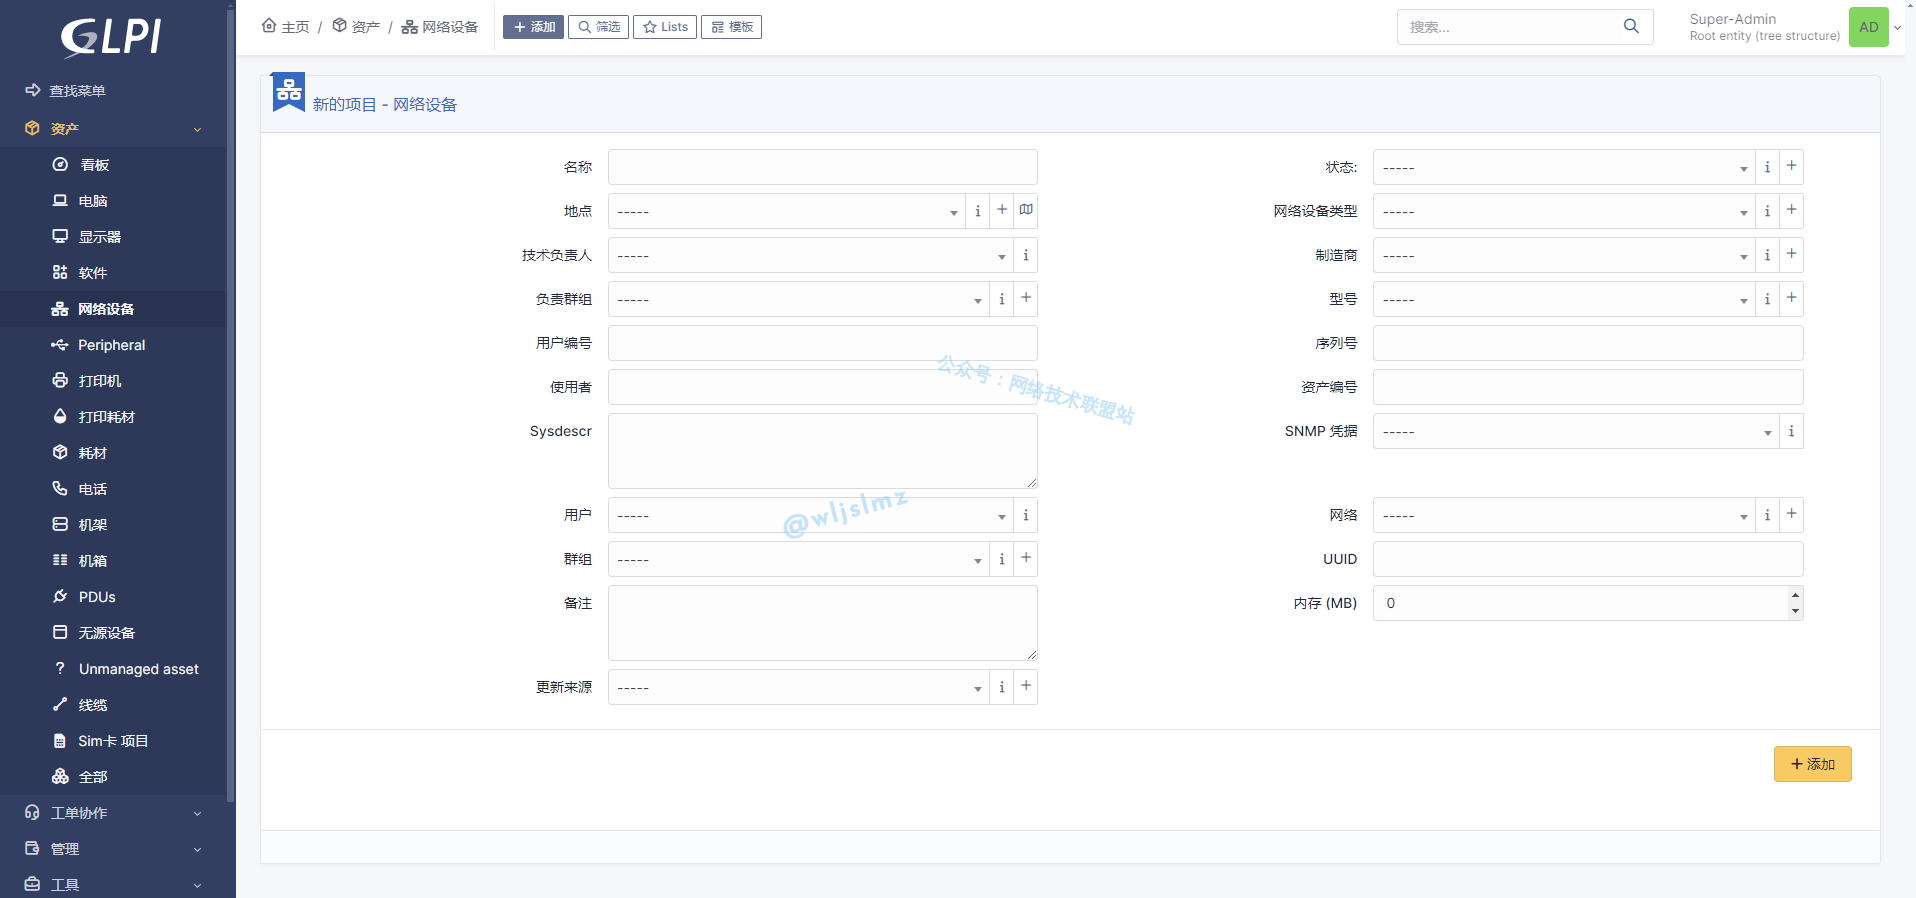 GLPI
查找菜单
资产
看板
电脑
显示器
软件
网络设备
Peripheral
打印机
打印耗材
耗材
电话
机架
机箱
PDUs
无源设备
Unmanaged asset
线缆
Sim卡 项目
全部
工单协作
管理
工具
主页 / 资产 / 网络设备
+ 添加
筛选
Lists
模板
搜索...
Super-Admin
Root entity (tree structure)
AD
新的项目 - 网络设备
名称
状态: -----
地点 -----
网络设备类型 -----
技术负责人 -----
制造商 -----
负责群组 -----
型号 -----
用户编号
序列号
使用者
资产编号
公众号：网络技术联盟站
Sysdescr
SNMP 凭据 -----
@wljslmz
用户 -----
网络 -----
群组 -----
UUID
备注
内存 (MB) 0
更新来源 -----
+ 添加